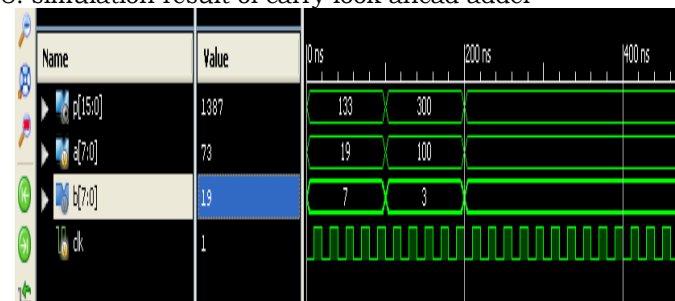 simulation result of carry look ahead adder
Name Value 0 ns 200 ns 400 ns
p[15:0] 1387 133 300
a[7:0] 73 19 100
b[7:0] 19 7 3
clk 1